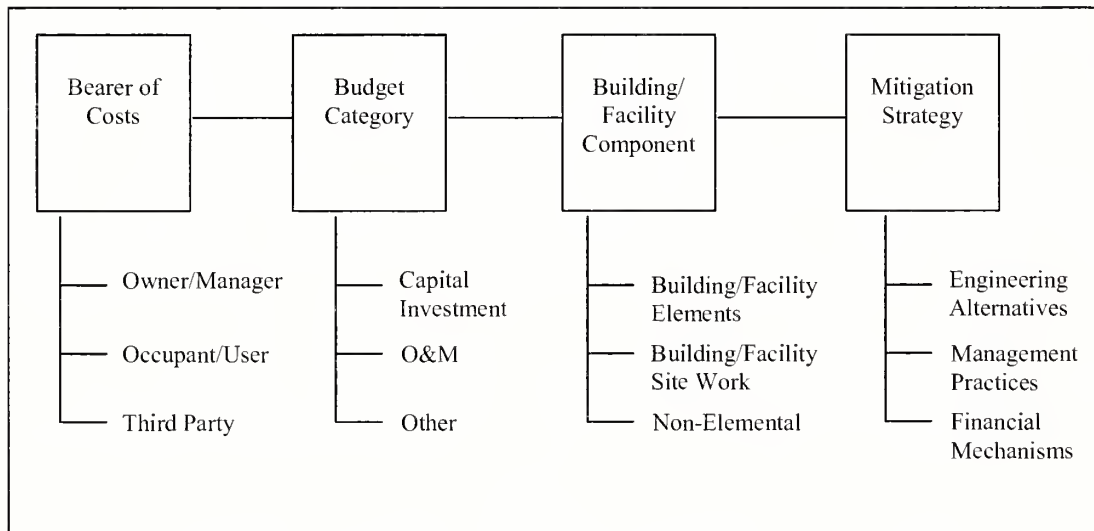 Bearer of
Costs
Budget
Category
Building/
Facility
Component
Mitigation
Strategy
Owner/Manager
Occupant/User
Third Party
Capital
Investment
O&M
Other
Building/Facility
Elements
Building/Facility
Site Work
Non-Elemental
Engineering
Alternatives
Management
Practices
Financial
Mechanisms